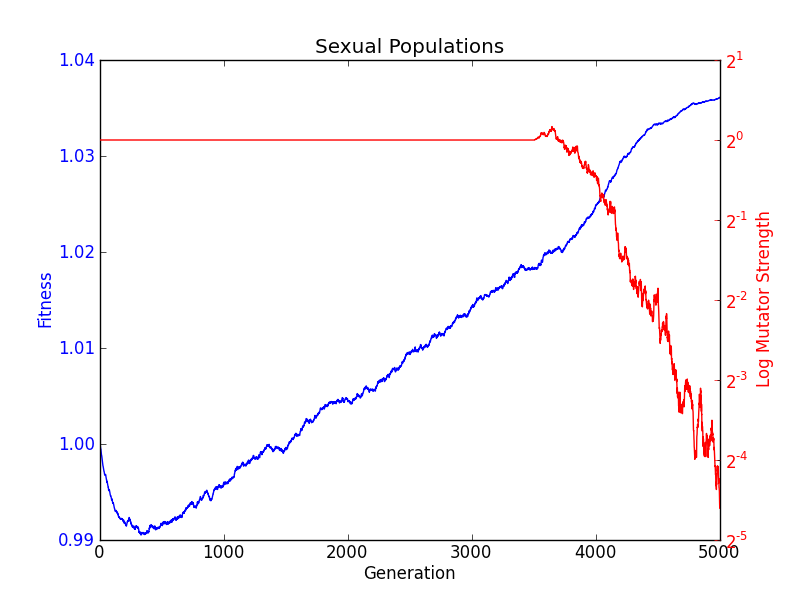 Sexual Populations
1.04
1.03
1.02
1.01
1.00
0.99
Fitness
2^1
2^0
2^-1
2^-2
2^-3
2^-4
2^-5
Log Mutator Strength
0 1000 2000 3000 4000 5000
Generation